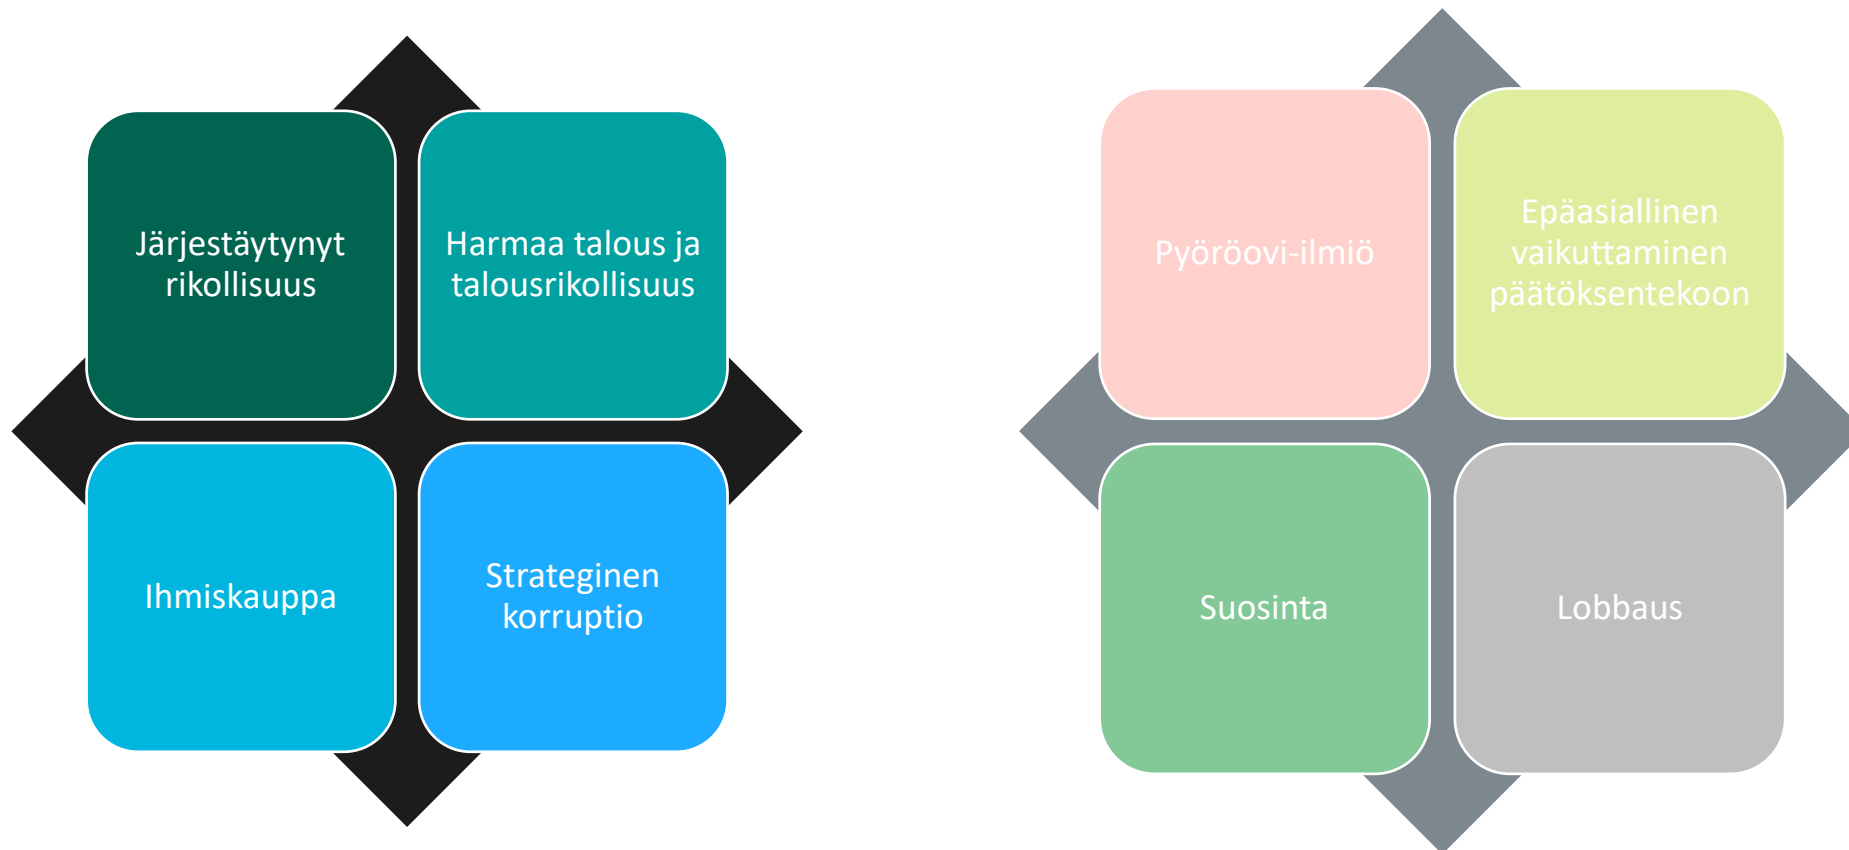 Järjestäytynyt
rikollisuus
Harmaa talous ja
talousrikollisuus
Ihmiskauppa
Strateginen
korruptio
Pyöröovi-ilmiö
Epäasiallinen
vaikuttaminen
päätöksentekoon
Suosinta
Lobbaus